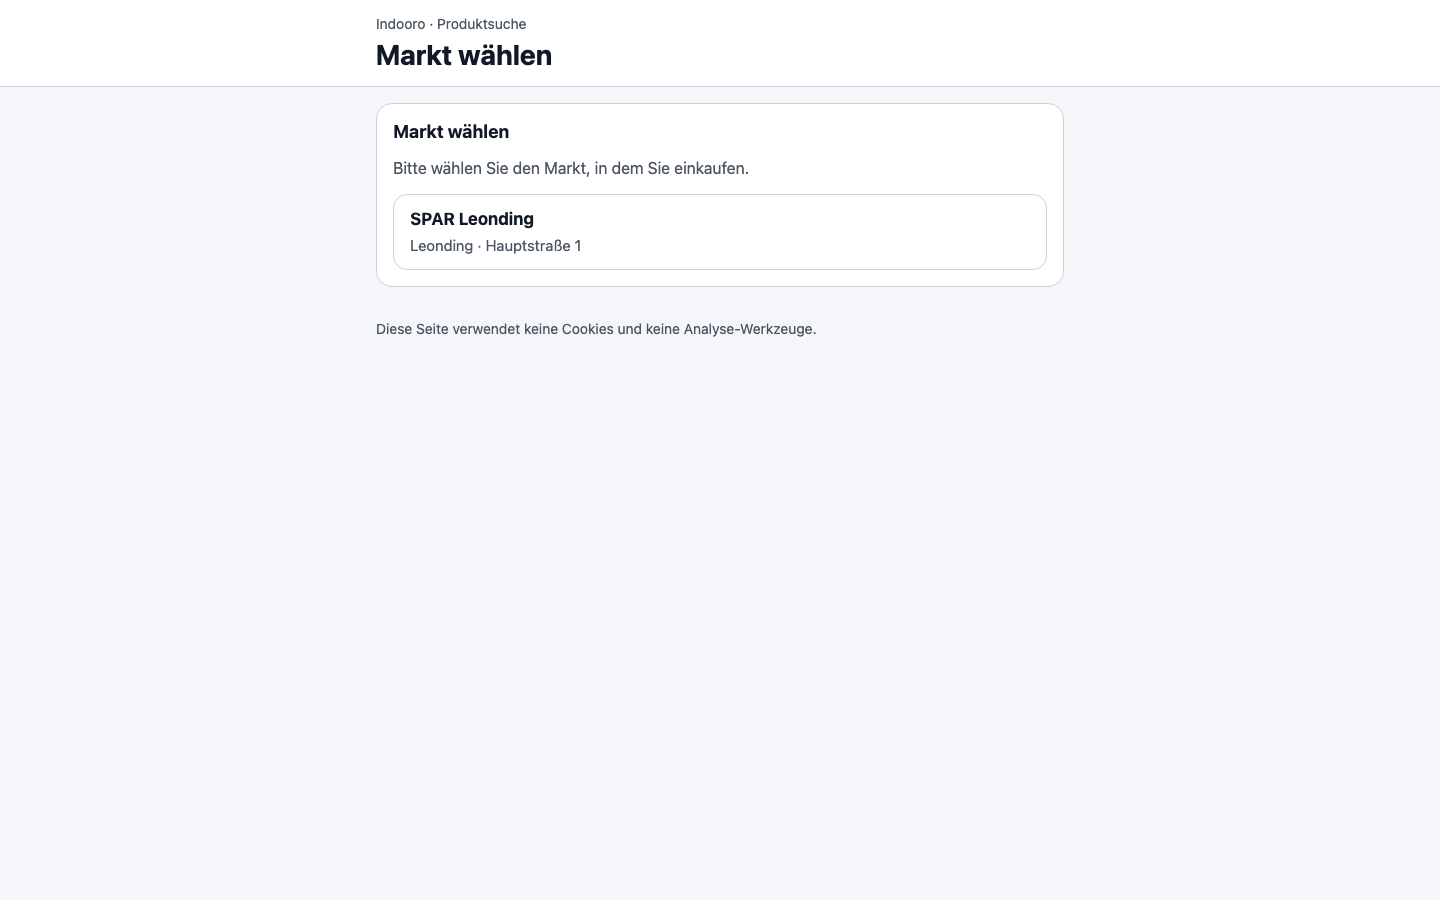 Indooro · Produktsuche
Markt wählen
Markt wählen
Bitte wählen Sie den Markt, in dem Sie einkaufen.
SPAR Leonding
Leonding · Hauptstraße 1
Diese Seite verwendet keine Cookies und keine Analyse-Werkzeuge.